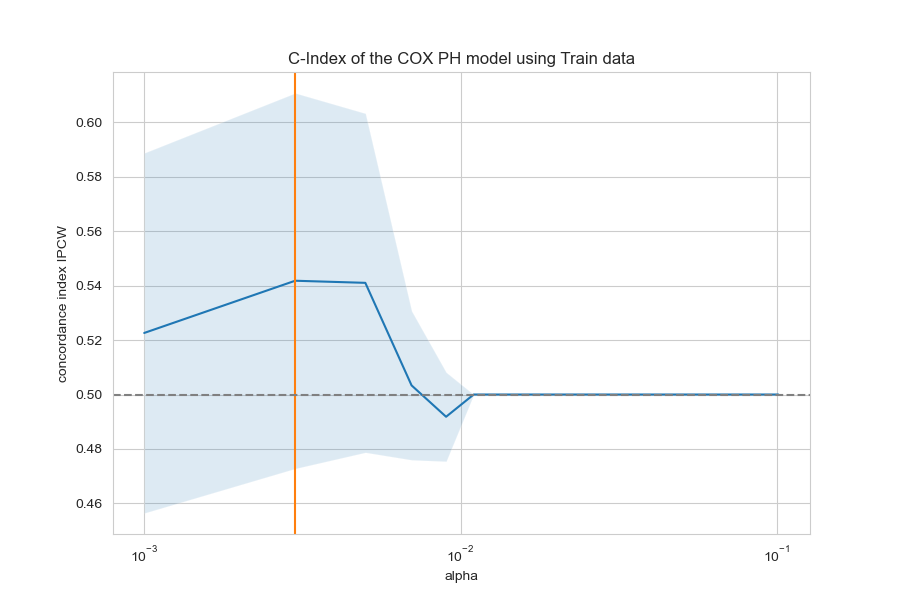 C-Index of the COX PH model using Train data
concordance index IPCW
0.60
0.58
0.56
0.54
0.52
0.50
0.48
0.46
10⁻³ 10⁻² 10⁻¹
alpha